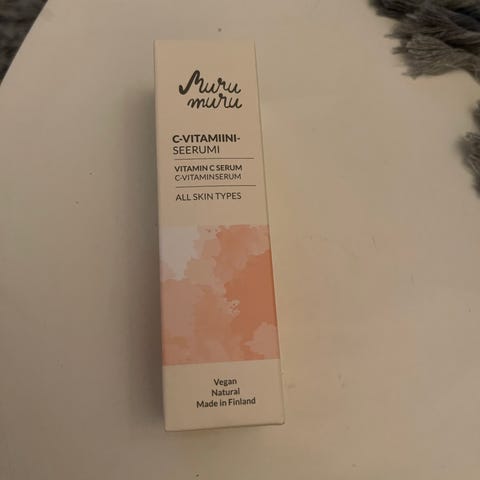 Muru
muru
C-VITAMIINI-
SEERUMI
VITAMIN C SERUM
C-VITAMINSERUM
ALL SKIN TYPES
Vegan
Natural
Made in Finland